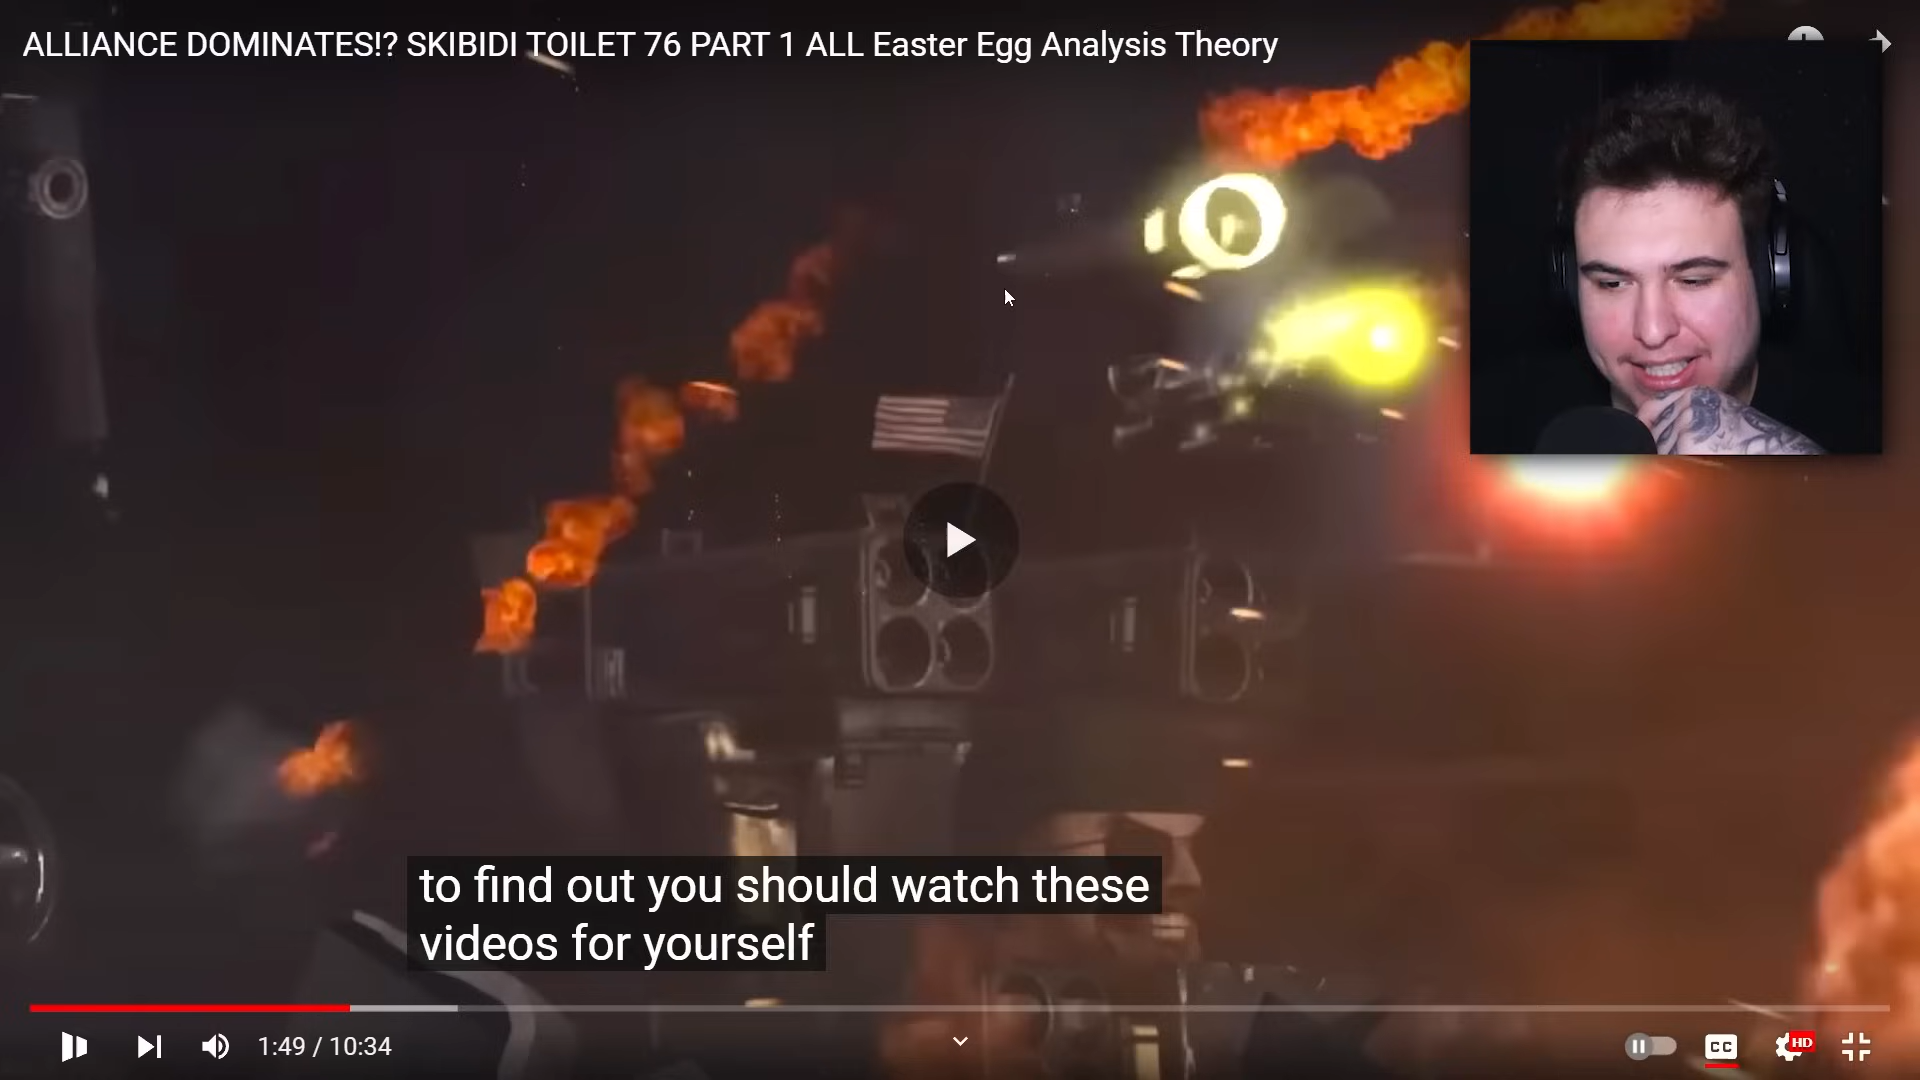 ALLIANCE DOMINATES!? SKIBIDI TOILET 76 PART 1 ALL Easter Egg Analysis Theory
to find out you should watch these
videos for yourself
1:49 / 10:34
CC
HD